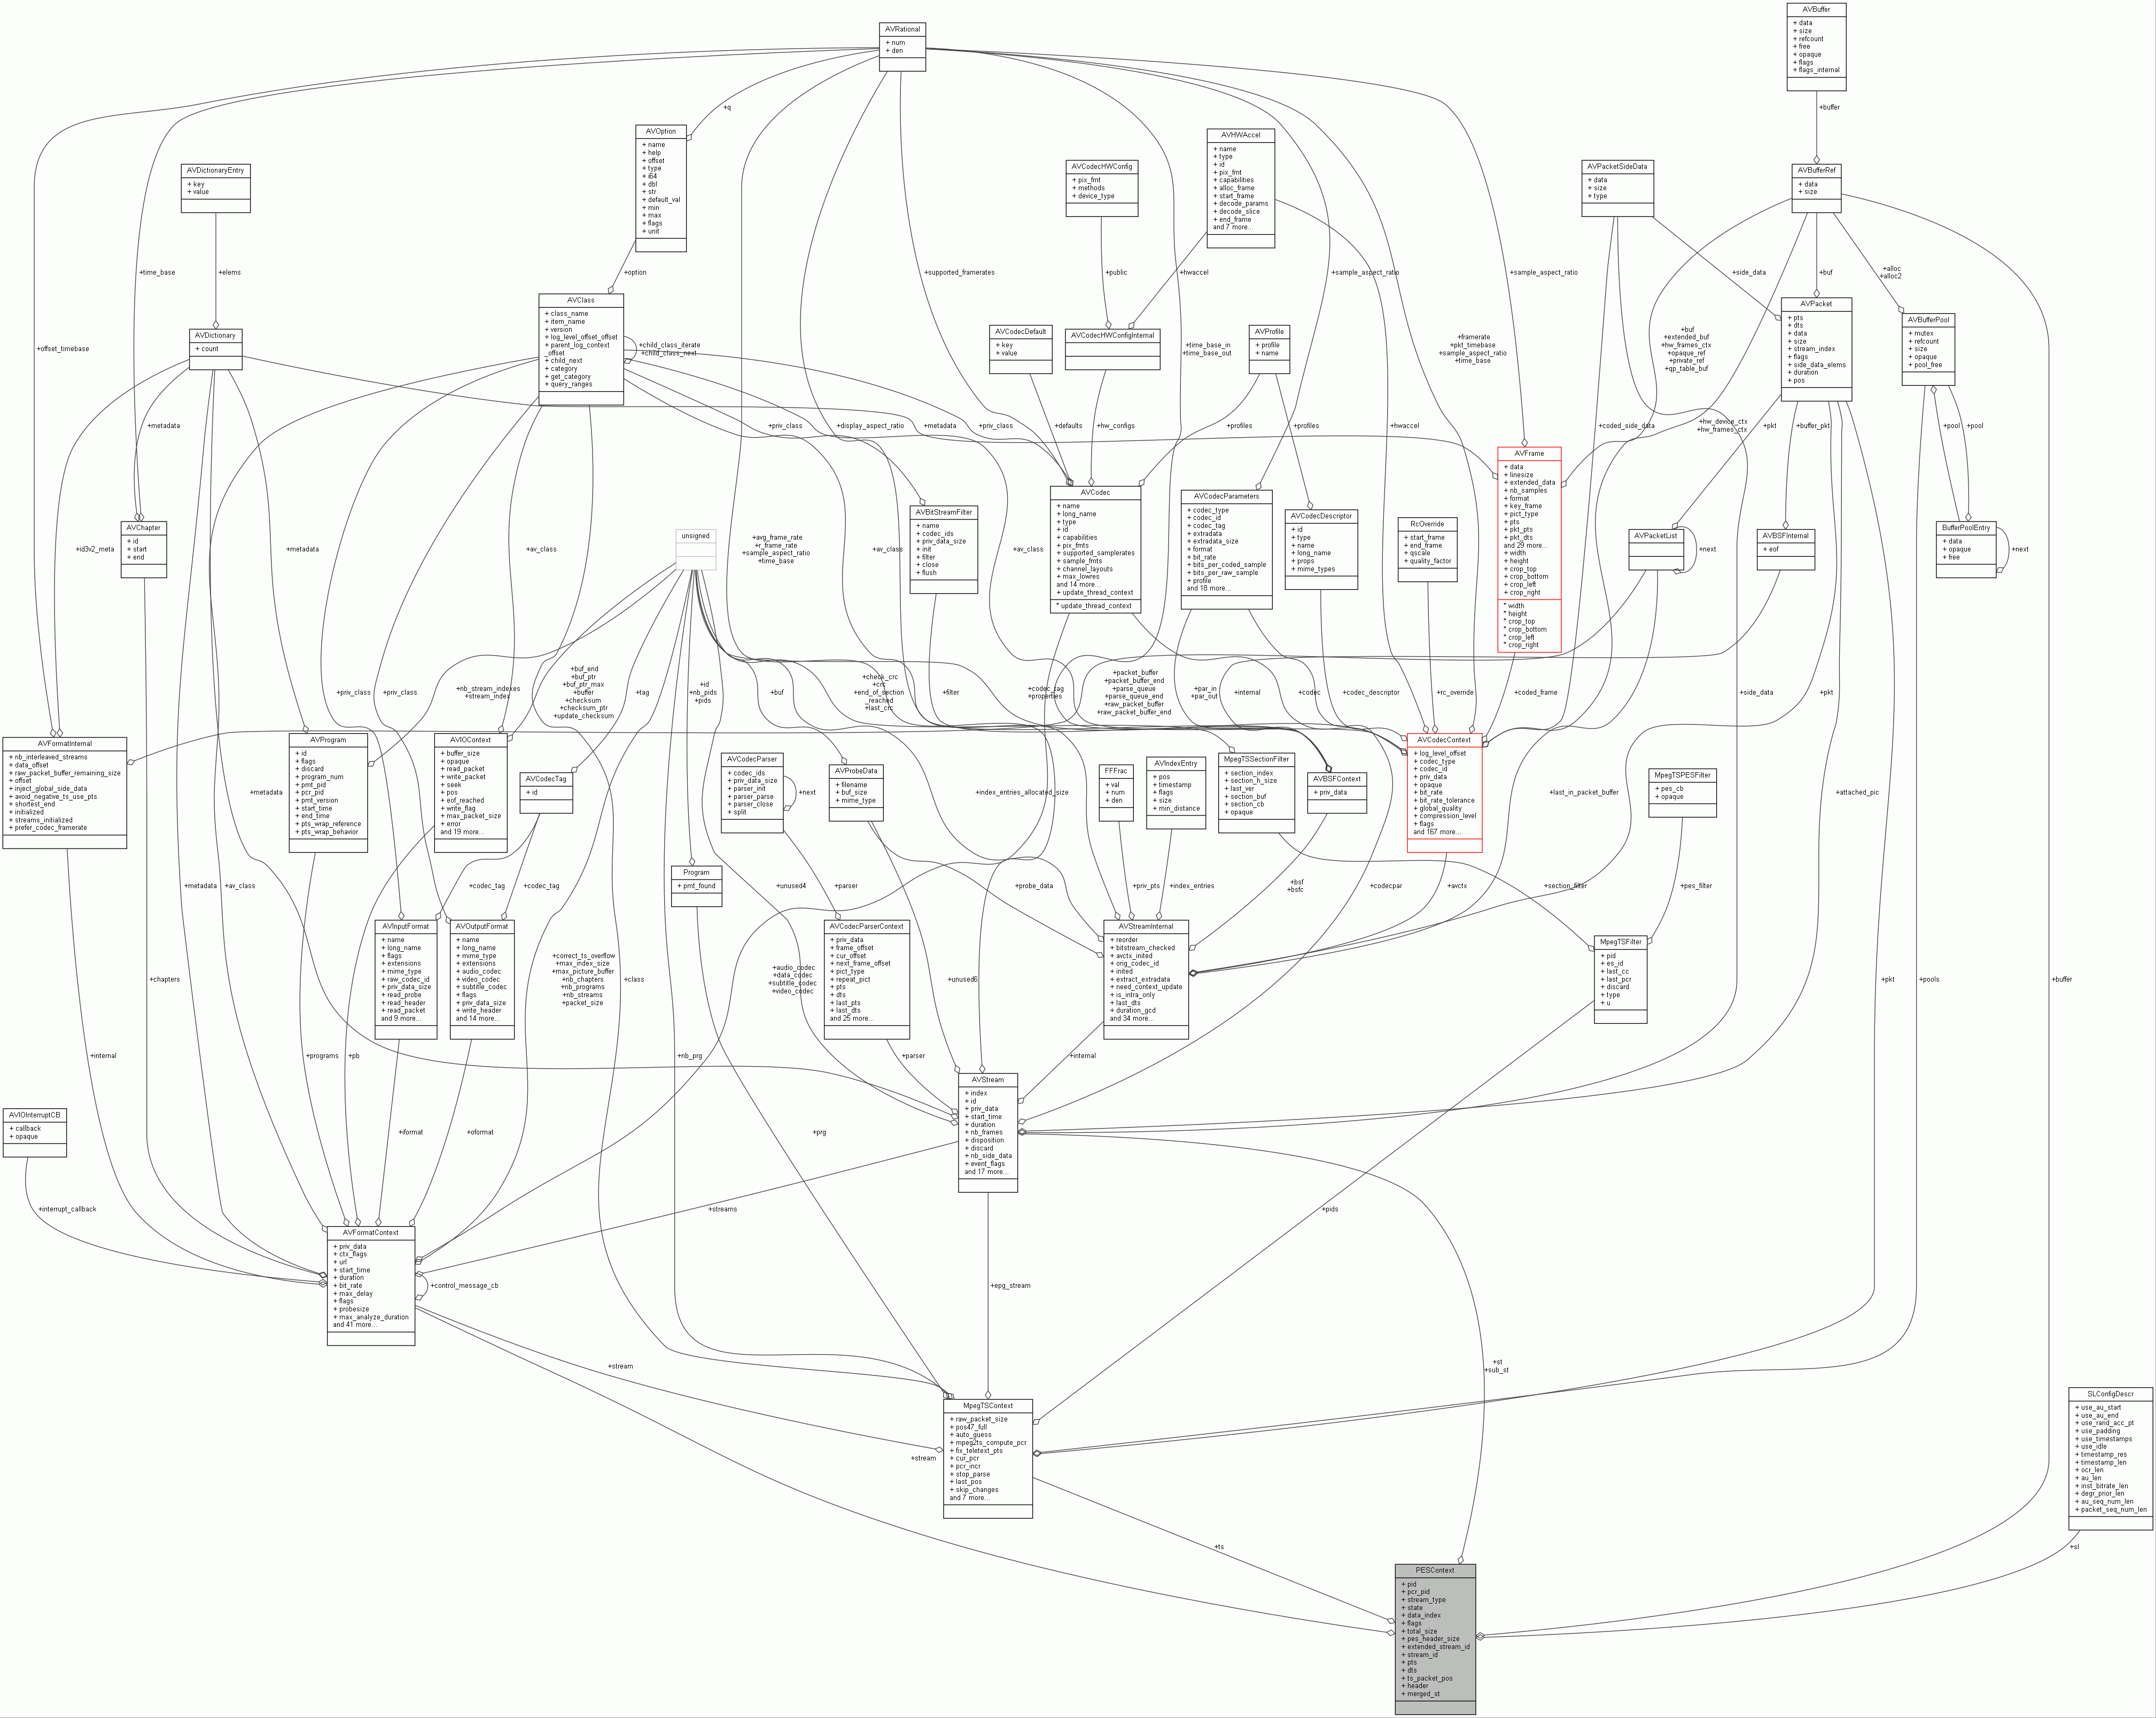 AVBuffer
+ data
+ size
+ refcount
+ free
+ opaque
+ flags
+ flags_internal
AVRational
+ num
+ den
+buffer
+q
AVOption
+ name
+ help
+ offset
+ type
+ i64
+ dbl
+ str
+ default_val
+ min
+ max
+ flags
+ unit
AVHWAccel
+ name
+ type
+ id
+ pix_fmt
+ capabilities
+ alloc_frame
+ start_frame
+ decode_params
+ decode_slice
+ end_frame
and 7 more...
AVCodecHWConfig
+ pix_fmt
+ methods
+ device_type
AVPacketSideData
+ data
+ size
+ type
AVBufferRef
+ data
+ size
AVDictionaryEntry
+ key
+ value
+time_base
+elems
+option
+supported_framerates
+public
+hwaccel
+sample_aspect_ratio
+sample_aspect_ratio
+side_data
+buf
+alloc
+alloc2
AVClass
+ class_name
+ item_name
+ version
+ log_level_offset_offset
+ parent_log_context
_offset
+ child_next
+ category
+ get_category
+ query_ranges
+child_class_iterate
+child_class_next
AVDictionary
+ count
+offset_timebase
AVCodecDefault
+ key
+ value
AVCodecHWConfigInternal
+time_base_in
+time_base_out
AVProfile
+ profile
+ name
+framerate
+pkt_timebase
+sample_aspect_ratio
+time_base
+buf
+extended_buf
+hw_frames_ctx
+opaque_ref
+private_ref
+qp_table_buf
AVPacket
+ pts
+ dts
+ data
+ size
+ stream_index
+ flags
+ side_data_elems
+ duration
+ pos
AVBufferPool
+ mutex
+ refcount
+ size
+ opaque
+ pool_free
+metadata
+priv_class
+display_aspect_ratio
+metadata
+priv_class
+defaults
+hw_configs
+profiles
+profiles
+hwaccel
+coded_side_data
+hw_device_ctx
+hw_frames_ctx
+pkt
+buffer_pkt
+pool
+pool
AVFrame
+ data
+ linesize
+ extended_data
+ nb_samples
+ format
+ key_frame
+ pict_type
+ pts
+ pkt_pts
+ pkt_dts
and 29 more...
+ width
+ height
+ crop_top
+ crop_bottom
+ crop_left
+ crop_right
* width
* height
* crop_top
* crop_bottom
* crop_left
* crop_right
AVChapter
+ id
+ start
+ end
+id3v2_meta
+metadata
+av_class
unsigned
+avg_frame_rate
+r_frame_rate
+sample_aspect_ratio
+time_base
+av_class
AVBitStreamFilter
+ name
+ codec_ids
+ priv_data_size
+ init
+ filter
+ close
+ flush
+av_class
AVCodec
+ name
+ long_name
+ type
+ id
+ capabilities
+ pix_fmts
+ supported_samplerates
+ sample_fmts
+ channel_layouts
+ max_lowres
and 14 more...
+ update_thread_context
* update_thread_context
AVCodecParameters
+ codec_type
+ codec_id
+ codec_tag
+ extradata
+ extradata_size
+ format
+ bit_rate
+ bits_per_coded_sample
+ bits_per_raw_sample
+ profile
and 18 more...
AVCodecDescriptor
+ id
+ type
+ name
+ long_name
+ props
+ mime_types
RcOverride
+ start_frame
+ end_frame
+ qscale
+ quality_factor
AVPacketList
+next
AVBSFInternal
+ eof
BufferPoolEntry
+ data
+ opaque
+ free
+next
+priv_class
+priv_class
+nb_stream_indexes
+stream_index
+buf_end
+buf_ptr
+buf_ptr_max
+buffer
+checksum
+checksum_ptr
+update_checksum
+tag
+id
+nb_pids
+pids
+buf
+check_crc
+crc
+end_of_section
_reached
+last_crc
+filter
+codec_tag
+properties
+packet_buffer
+packet_buffer_end
+parse_queue
+parse_queue_end
+raw_packet_buffer
+raw_packet_buffer_end
+par_in
+par_out
+internal
+codec
+codec_descriptor
+rc_override
+coded_frame
+side_data
+pkt
AVFormatInternal
+ nb_interleaved_streams
+ data_offset
+ raw_packet_buffer_remaining_size
+ offset
+ inject_global_side_data
+ avoid_negative_ts_use_pts
+ shortest_end
+ initialized
+ streams_initialized
+ prefer_codec_framerate
AVProgram
+ id
+ flags
+ discard
+ program_num
+ pmt_pid
+ pcr_pid
+ pmt_version
+ start_time
+ end_time
+ pts_wrap_reference
+ pts_wrap_behavior
AVIOContext
+ buffer_size
+ opaque
+ read_packet
+ write_packet
+ seek
+ pos
+ eof_reached
+ write_flag
+ max_packet_size
+ error
and 19 more...
AVCodecTag
+ id
AVCodecParser
+ codec_ids
+ priv_data_size
+ parser_init
+ parser_parse
+ parser_close
+ split
+next
AVProbeData
+ filename
+ buf_size
+ mime_type
+index_entries_allocated_size
FFFrac
+ val
+ num
+ den
AVIndexEntry
+ pos
+ timestamp
+ flags
+ size
+ min_distance
MpegTSSectionFilter
+ section_index
+ section_h_size
+ last_ver
+ section_buf
+ section_cb
+ opaque
AVBSFContext
+ priv_data
AVCodecContext
+ log_level_offset
+ codec_type
+ codec_id
+ priv_data
+ opaque
+ bit_rate
+ bit_rate_tolerance
+ global_quality
+ compression_level
+ flags
and 167 more...
+last_in_packet_buffer
MpegTSPESFilter
+ pes_cb
+ opaque
+attached_pic
+metadata
+metadata
+av_class
+codec_tag
+codec_tag
Program
+ pmt_found
+unused4
+parser
+probe_data
+priv_pts
+index_entries
+bsf
+bsfc
+codecpar
+avctx
+section_filter
+pes_filter
AVInputFormat
+ name
+ long_name
+ flags
+ extensions
+ mime_type
+ raw_codec_id
+ priv_data_size
+ read_probe
+ read_header
+ read_packet
and 9 more...
AVOutputFormat
+ name
+ long_name
+ mime_type
+ extensions
+ audio_codec
+ video_codec
+ subtitle_codec
+ flags
+ priv_data_size
+ write_header
and 14 more...
AVCodecParserContext
+ priv_data
+ frame_offset
+ cur_offset
+ next_frame_offset
+ pict_type
+ repeat_pict
+ pts
+ dts
+ last_pts
+ last_dts
and 25 more...
AVStreamInternal
+ reorder
+ bitstream_checked
+ avctx_inited
+ orig_codec_id
+ inited
+ extract_extradata
+ need_context_update
+ is_intra_only
+ last_dts
+ duration_gcd
and 34 more...
MpegTSFilter
+ pid
+ es_id
+ last_cc
+ last_pcr
+ discard
+ type
+ u
+chapters
+correct_ts_overflow
+max_index_size
+max_picture_buffer
+nb_chapters
+nb_programs
+nb_streams
+packet_size
+class
+audio_codec
+data_codec
+subtitle_codec
+video_codec
+unused6
+pkt
+pools
+buffer
+internal
+programs
+pb
+nb_prg
+parser
+internal
AVStream
+ index
+ id
+ priv_data
+ start_time
+ duration
+ nb_frames
+ disposition
+ discard
+ nb_side_data
+ event_flags
and 17 more...
AVIOInterruptCB
+ callback
+ opaque
+iformat
+oformat
+prg
+interrupt_callback
+streams
+pids
AVFormatContext
+ priv_data
+ ctx_flags
+ url
+ start_time
+ duration
+ bit_rate
+ max_delay
+ flags
+ probesize
+ max_analyze_duration
and 41 more...
+control_message_cb
+epg_stream
+stream
+st
+sub_st
MpegTSContext
+ raw_packet_size
+ pos47_full
+ auto_guess
+ mpeg2ts_compute_pcr
+ fix_teletext_pts
+ cur_pcr
+ pcr_incr
+ stop_parse
+ last_pos
+ skip_changes
and 7 more...
+stream
SLConfigDescr
+ use_au_start
+ use_au_end
+ use_rand_acc_pt
+ use_padding
+ use_timestamps
+ use_idle
+ timestamp_res
+ timestamp_len
+ ocr_len
+ au_len
+ inst_bitrate_len
+ degr_prior_len
+ au_seq_num_len
+ packet_seq_num_len
+ts
+sl
PESContext
+ pid
+ pcr_pid
+ stream_type
+ state
+ data_index
+ flags
+ total_size
+ pes_header_size
+ extended_stream_id
+ stream_id
+ pts
+ dts
+ ts_packet_pos
+ header
+ merged_st